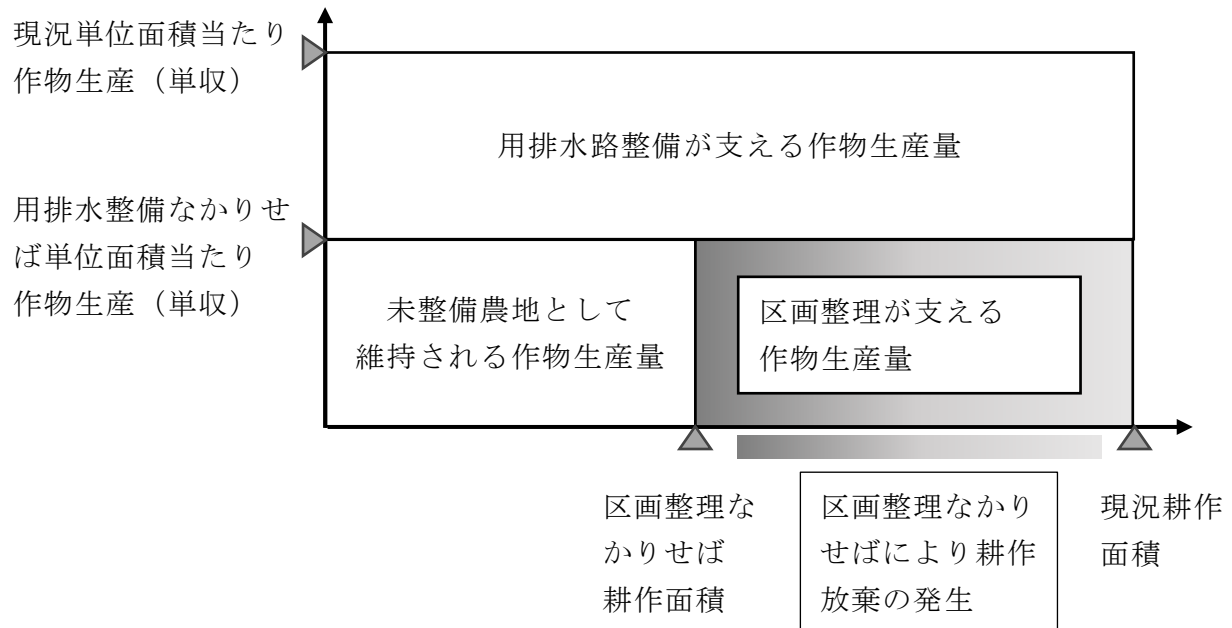 現況単位面積当たり
作物生産（単収）
用排水路整備が支える作物生産量
用排水整備なかりせ
ば単位面積当たり
作物生産（単収）
未整備農地として
維持される作物生産量
区画整理が支える
作物生産量
区画整理な
かりせば
耕作面積
区画整理なかり
せばにより耕作
放棄の発生
現況耕作
面積